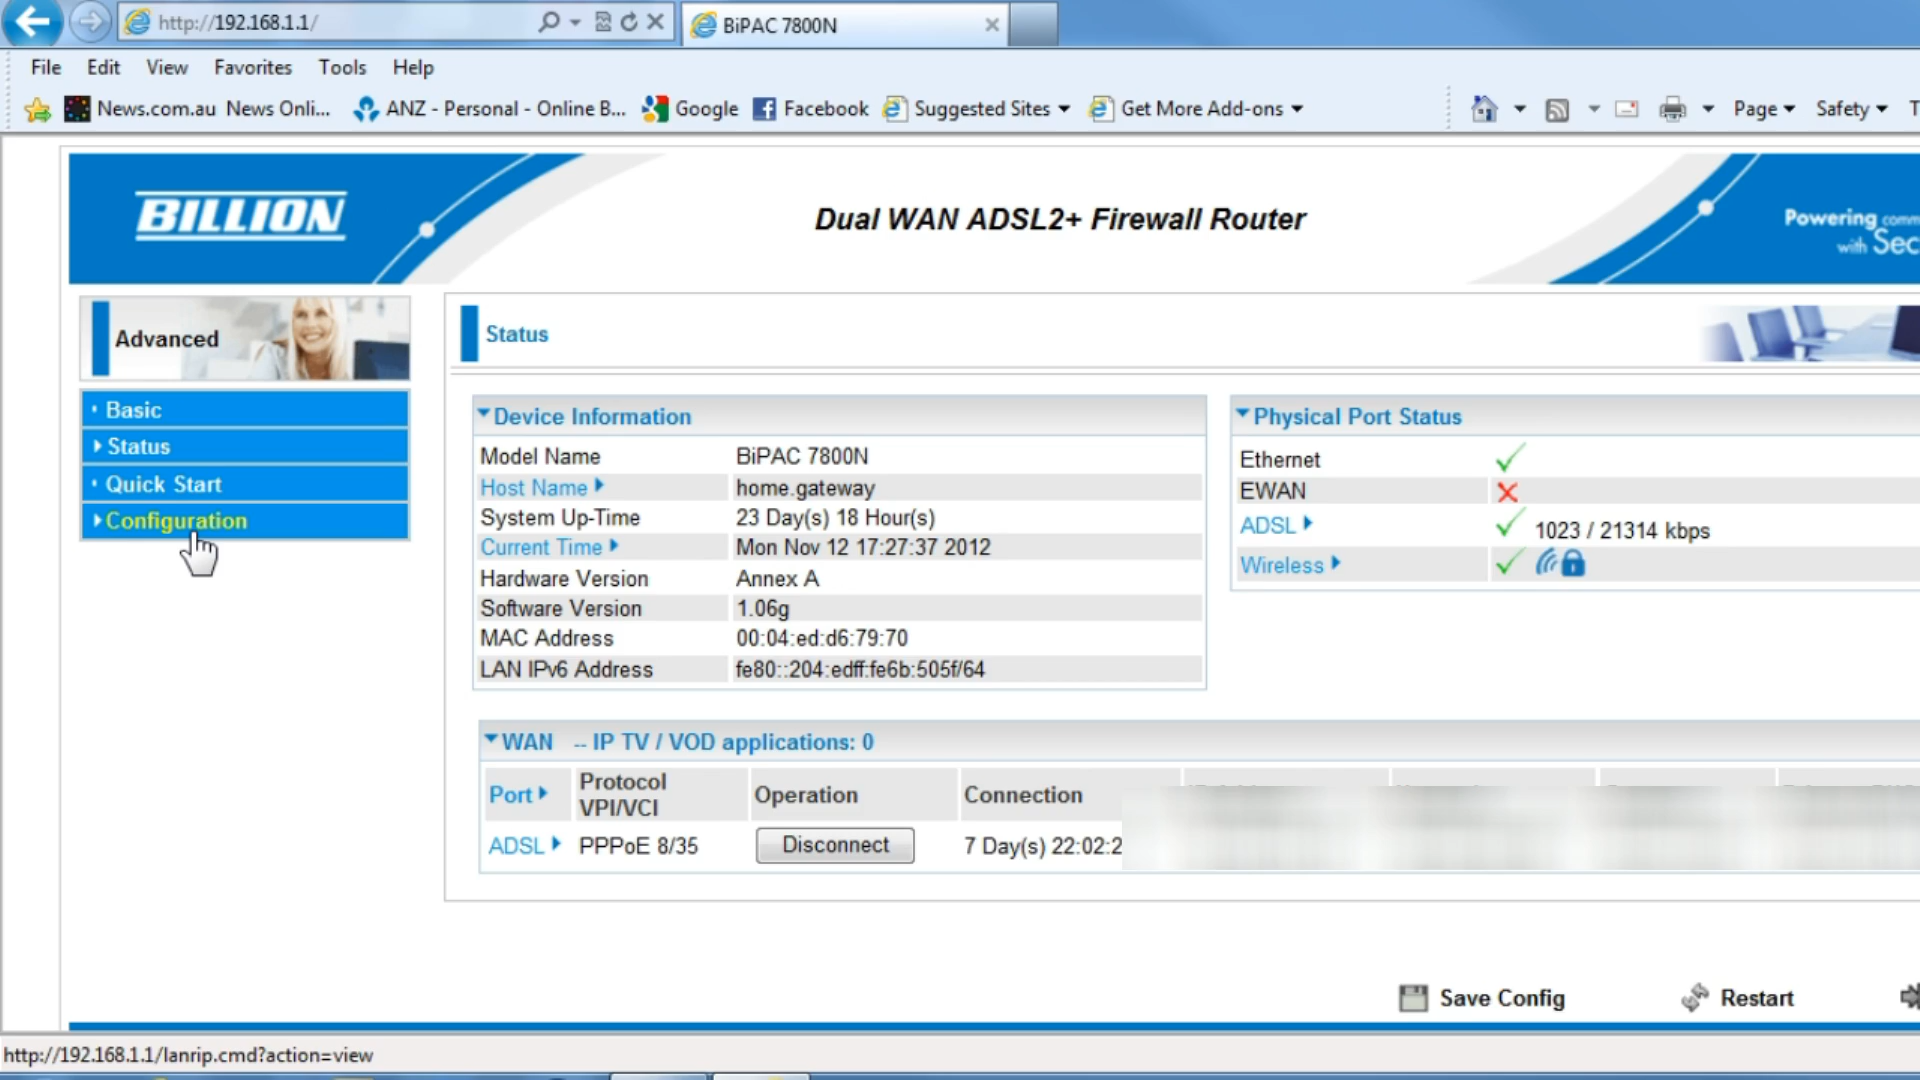 http://192.168.1.1/
BiPAC 7800N
File Edit View Favorites Tools Help
News.com.au News Onli... ANZ - Personal - Online B... Google Facebook Suggested Sites Get More Add-ons Page Safety
BILLION
Dual WAN ADSL2+ Firewall Router
Powering
with
Advanced
Basic
Status
Quick Start
Configuration
Status
Device Information
Model Name BiPAC 7800N
Host Name home.gateway
System Up-Time 23 Day(s) 18 Hour(s)
Current Time Mon Nov 12 17:27:37 2012
Hardware Version Annex A
Software Version 1.06g
MAC Address 00:04:ed:d6:79:70
LAN IPv6 Address fe80::204:edff:fe6b:505f/64
Physical Port Status
Ethernet
EWAN
ADSL 1023 / 21314 kbps
Wireless
WAN -- IP TV / VOD applications: 0
Port Protocol VPI/VCI Operation Connection
ADSL PPPoE 8/35 Disconnect 7 Day(s) 22:02:2
Save Config Restart
http://192.168.1.1/lanrip.cmd?action=view